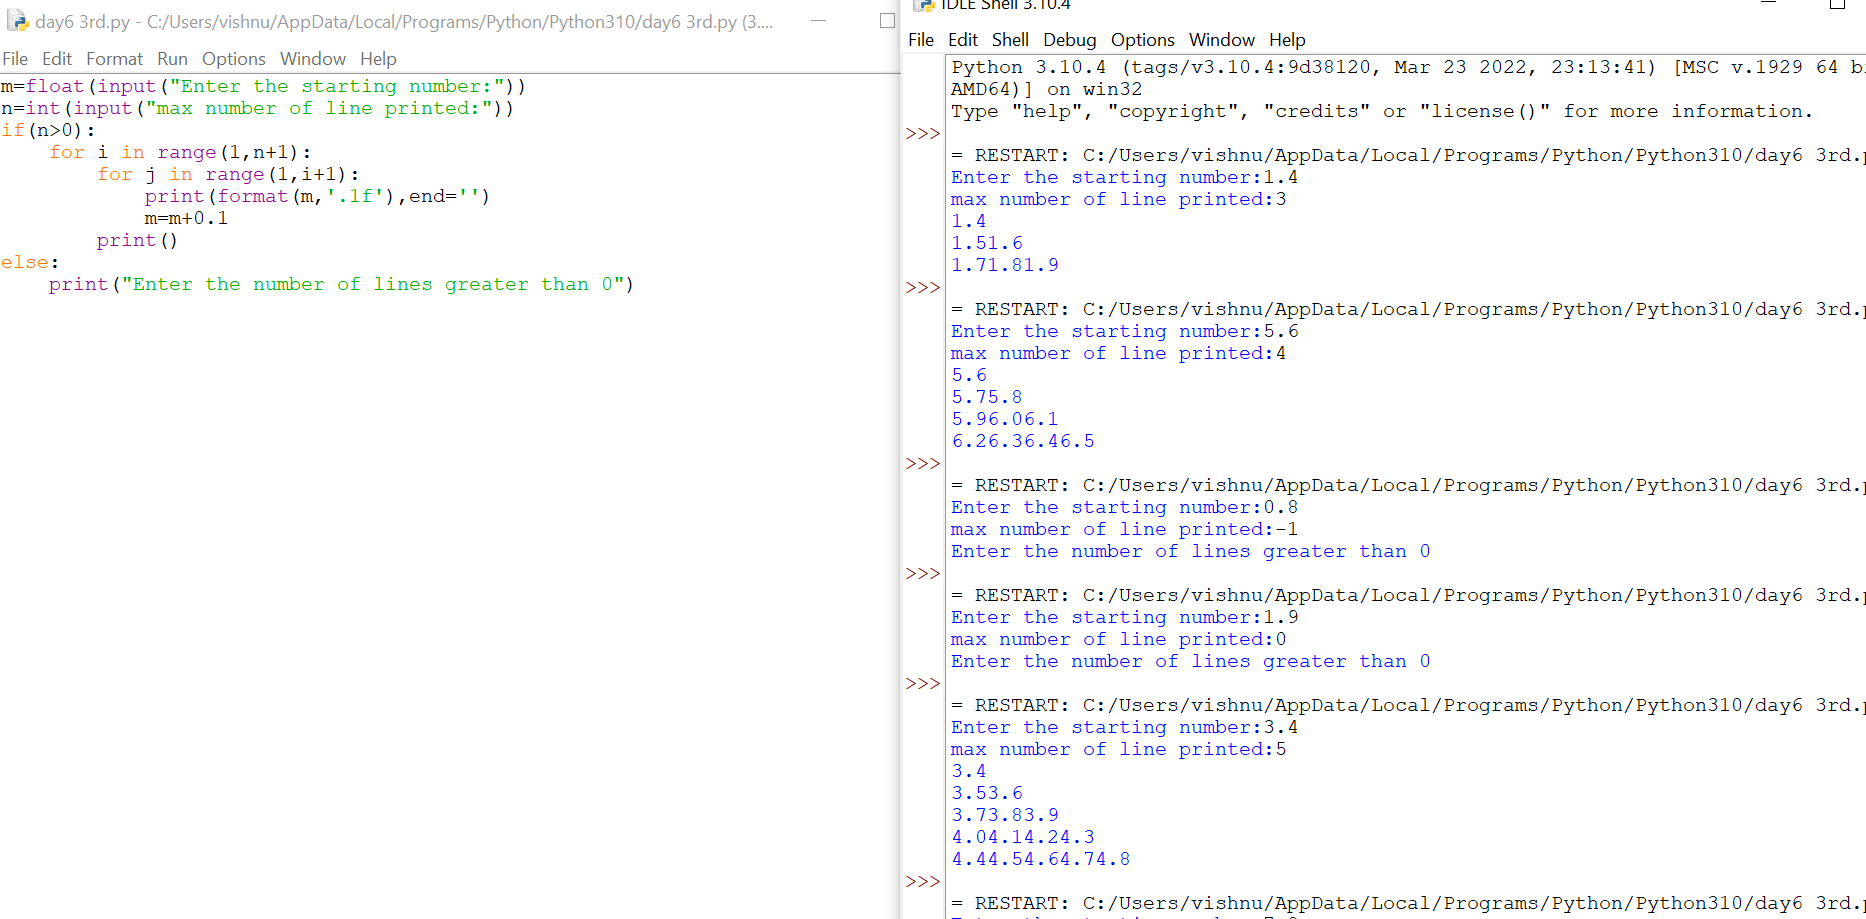 day6 3rd.py - C:/Users/vishnu/AppData/Local/Programs/Python/Python310/day6 3rd.py (3....
File Edit Format Run Options Window Help
m=float(input("Enter the starting number:"))
n=int(input("max number of line printed:"))
if(n>0):
    for i in range(1,n+1):
        for j in range(1,i+1):
            print(format(m,'.1f'),end='')
            m=m+0.1
        print()
else:
    print("Enter the number of lines greater than 0")
IDLE Shell 3.10.4
File Edit Shell Debug Options Window Help
Python 3.10.4 (tags/v3.10.4:9d38120, Mar 23 2022, 23:13:41) [MSC v.1929 64 bi
AMD64)] on win32
Type "help", "copyright", "credits" or "license()" for more information.
>>>
= RESTART: C:/Users/vishnu/AppData/Local/Programs/Python/Python310/day6 3rd.p
Enter the starting number:1.4
max number of line printed:3
1.4
1.51.6
1.71.81.9
>>>
= RESTART: C:/Users/vishnu/AppData/Local/Programs/Python/Python310/day6 3rd.p
Enter the starting number:5.6
max number of line printed:4
5.6
5.75.8
5.96.06.1
6.26.36.46.5
>>>
= RESTART: C:/Users/vishnu/AppData/Local/Programs/Python/Python310/day6 3rd.p
Enter the starting number:0.8
max number of line printed:-1
Enter the number of lines greater than 0
>>>
= RESTART: C:/Users/vishnu/AppData/Local/Programs/Python/Python310/day6 3rd.p
Enter the starting number:1.9
max number of line printed:0
Enter the number of lines greater than 0
>>>
= RESTART: C:/Users/vishnu/AppData/Local/Programs/Python/Python310/day6 3rd.p
Enter the starting number:3.4
max number of line printed:5
3.4
3.53.6
3.73.83.9
4.04.14.24.3
4.44.54.64.74.8
>>>
= RESTART: C:/Users/vishnu/AppData/Local/Programs/Python/Python310/day6 3rd.p